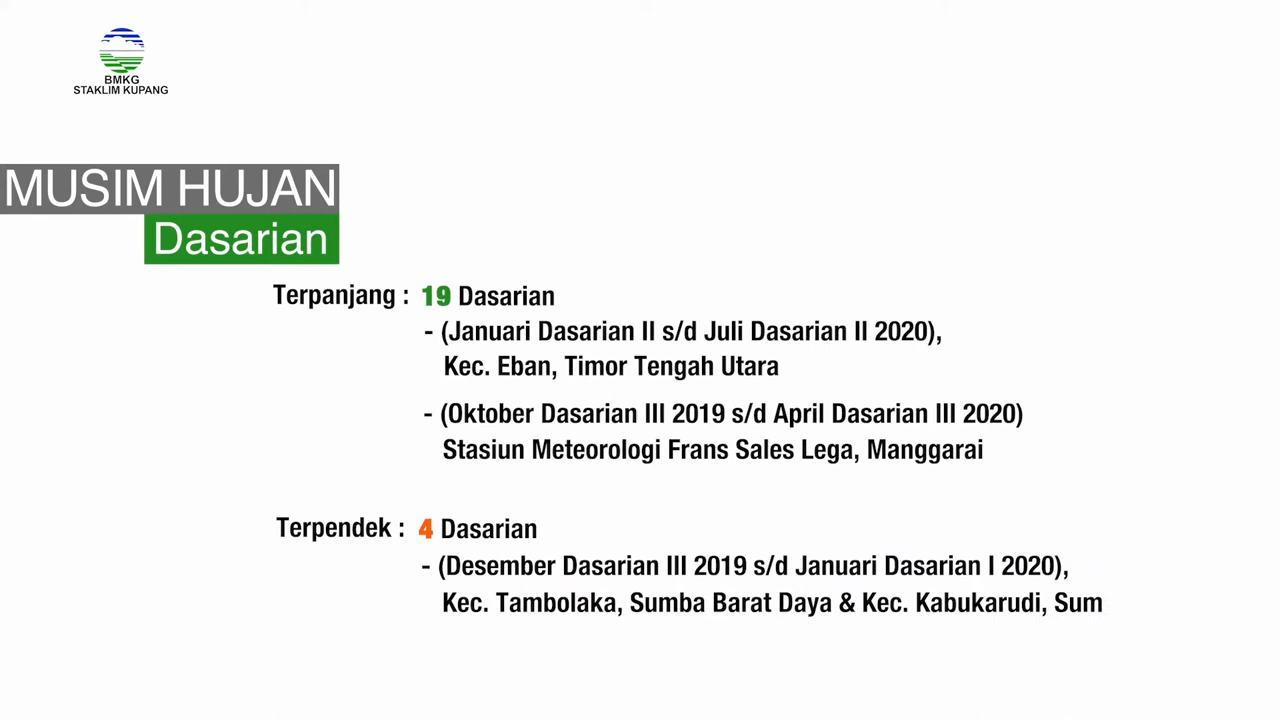 BMKG
STAKLIM KUPANG
MUSIM HUJAN
Dasarian
Terpanjang : 19 Dasarian
- (Januari Dasarian II s/d Juli Dasarian II 2020),
Kec. Eban, Timor Tengah Utara
- (Oktober Dasarian III 2019 s/d April Dasarian III 2020)
Stasiun Meteorologi Frans Sales Lega, Manggarai
Terpendek : 4 Dasarian
- (Desember Dasarian III 2019 s/d Januari Dasarian I 2020),
Kec. Tambolaka, Sumba Barat Daya & Kec. Kabukarudi, Sum